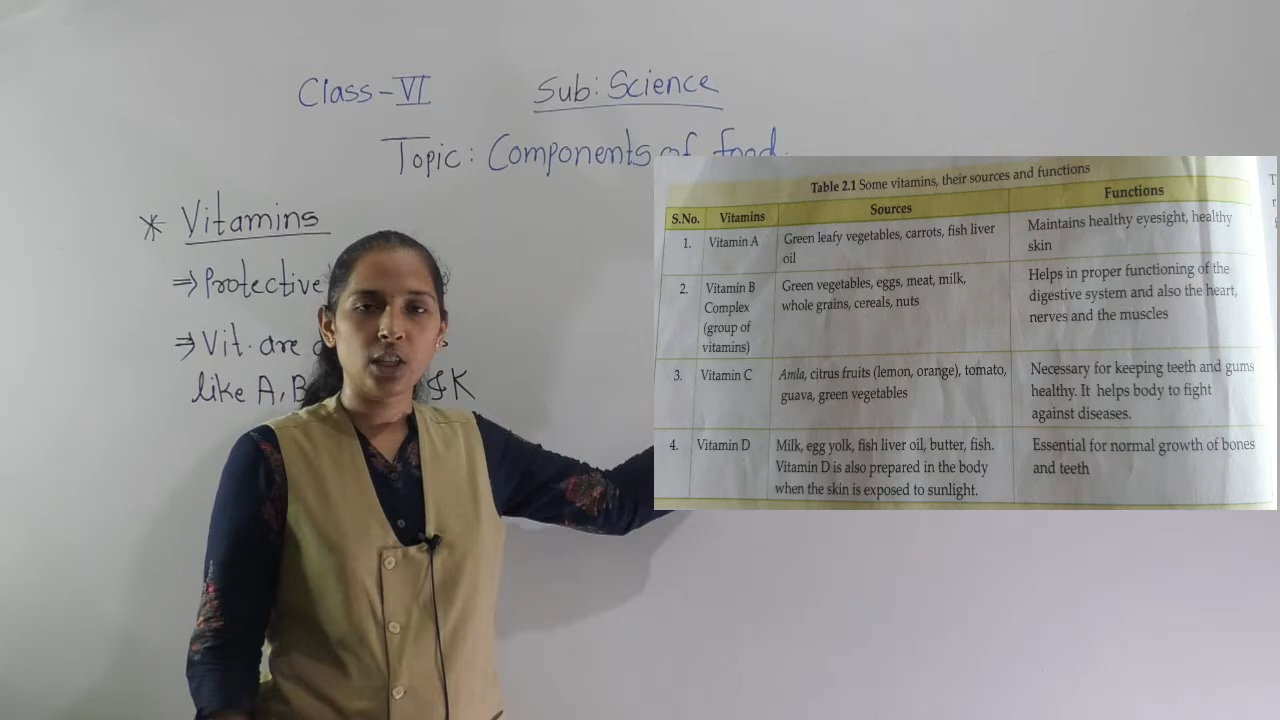 Class-VI Sub: Science
Topic: Components of food.
* Vitamins
⇒ Protective
⇒ Vit. are
like A, B & K
Table 2.1 Some vitamins, their sources and functions
S.No. Vitamins Sources Functions
1. Vitamin A Green leafy vegetables, carrots, fish liver Maintains healthy eyesight, healthy
oil skin
2. Vitamin B Green vegetables, eggs, meat, milk, Helps in proper functioning of the
Complex whole grains, cereals, nuts digestive system and also the heart,
(group of nerves and the muscles
vitamins)
3. Vitamin C Amla, citrus fruits (lemon, orange), tomato, Necessary for keeping teeth and gums
guava, green vegetables healthy. It helps body to fight
against diseases.
4. Vitamin D Milk, egg yolk, fish liver oil, butter, fish. Essential for normal growth of bones
Vitamin D is also prepared in the body and teeth
when the skin is exposed to sunlight.